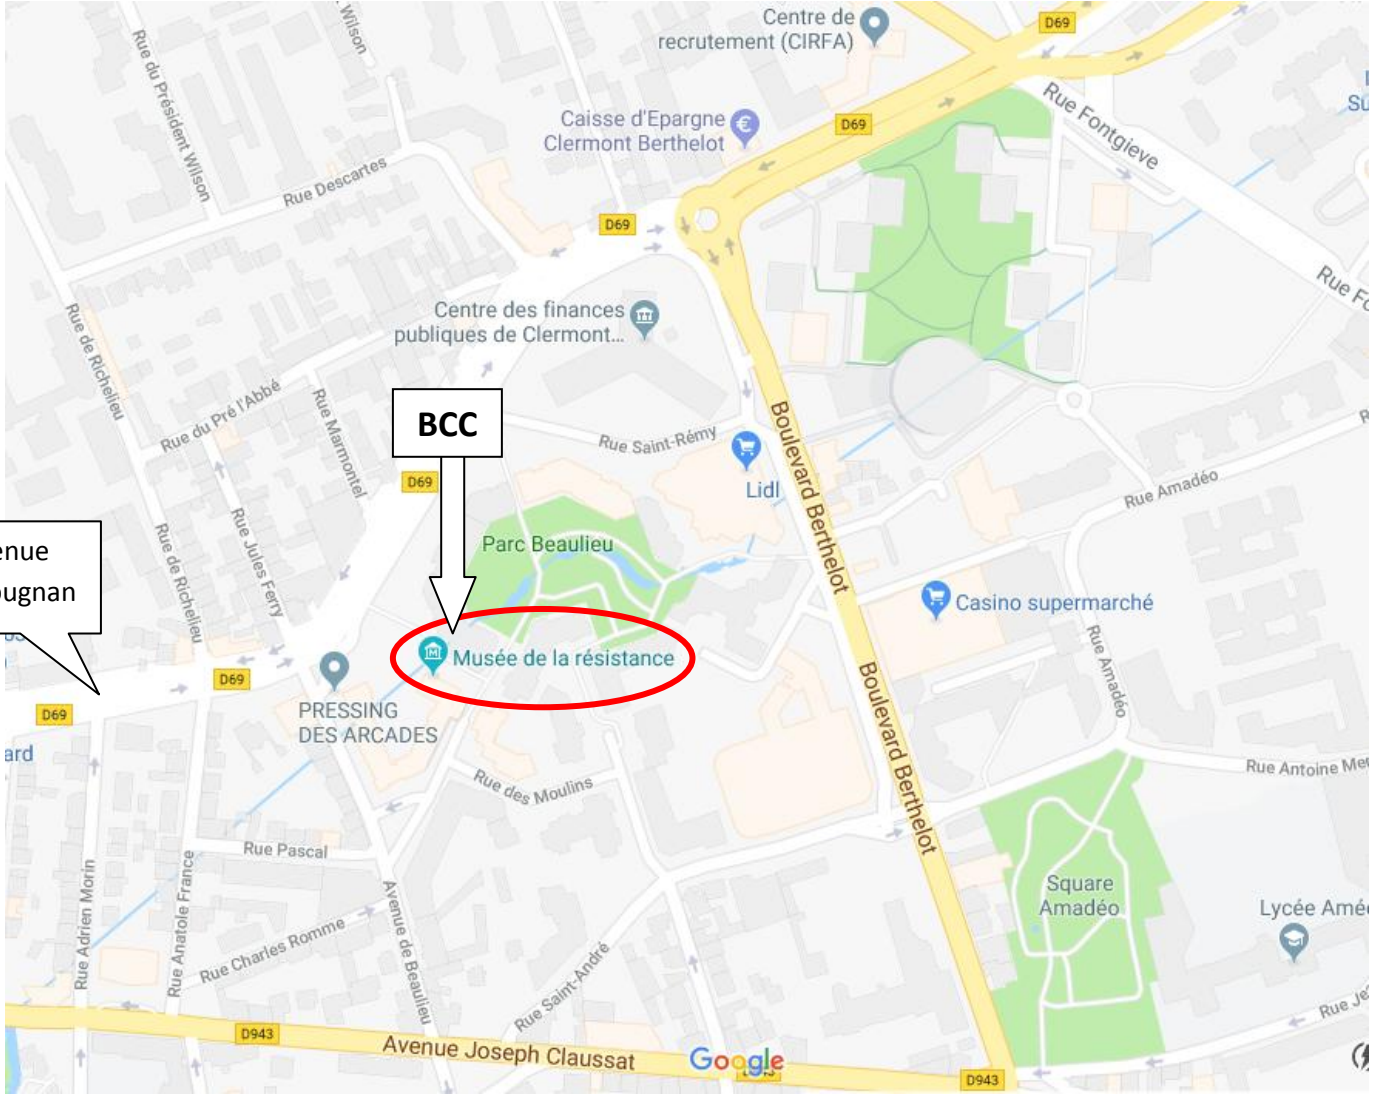 Centre de
recrutement (CIRFA)
D69
Wilson
Rue du Président Wilson
Caisse d'Epargne
Clermont Berthelot
D69
Rue Fontgieve
Rue Descartes
D69
Centre des finances
publiques de Clermont...
Rue de Richelieu
Rue du Pré l'Abbé
Rue Marmontel
BCC
Rue Saint-Rémy
Lidl
Boulevard Berthelot
D69
Rue Amadéo
Rue de Richelieu
Rue Jules Ferry
Parc Beaulieu
Casino supermarché
Musée de la résistance
Rue Amadéo
D69
D69
PRESSING
DES ARCADES
Boulevard Berthelot
Rue des Moulins
Rue Antoine
Rue Pascal
Rue Adrien Morin
Rue Anatole France
Avenue de Beaulieu
Rue Charles Romme
Square
Amadéo
Lycée
Rue Saint-André
Rue
D943
Avenue Joseph Claussat
Google
D943